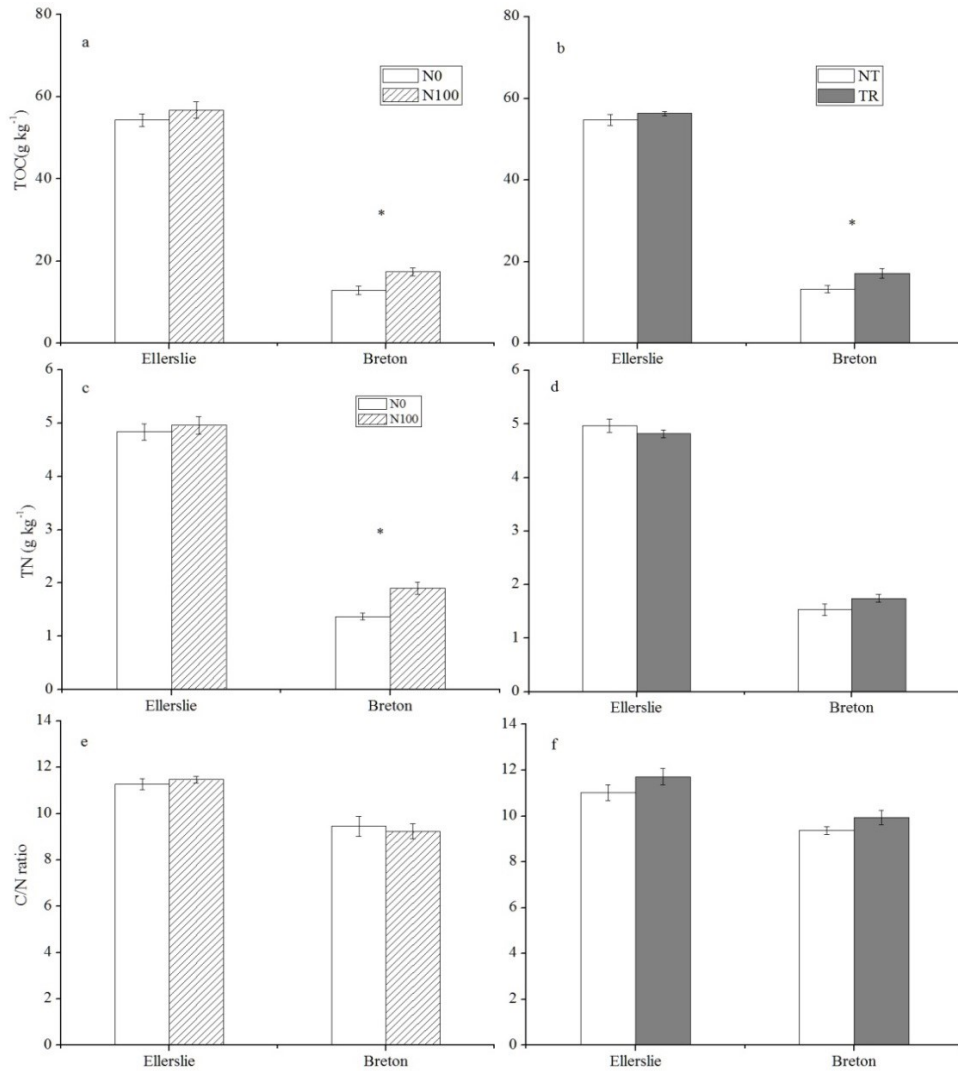 a
80
60
40
20
0
TOC(g kg-1)
N0
N100
*
Ellerslie
Breton
b
80
60
40
20
0
NT
TR
*
Ellerslie
Breton
c
6
5
4
3
2
1
0
TN (g kg-1)
N0
N100
*
Ellerslie
Breton
d
6
5
4
3
2
1
0
Ellerslie
Breton
e
14
12
10
8
6
4
2
0
C/N ratio
Ellerslie
Breton
f
14
12
10
8
6
4
2
0
Ellerslie
Breton